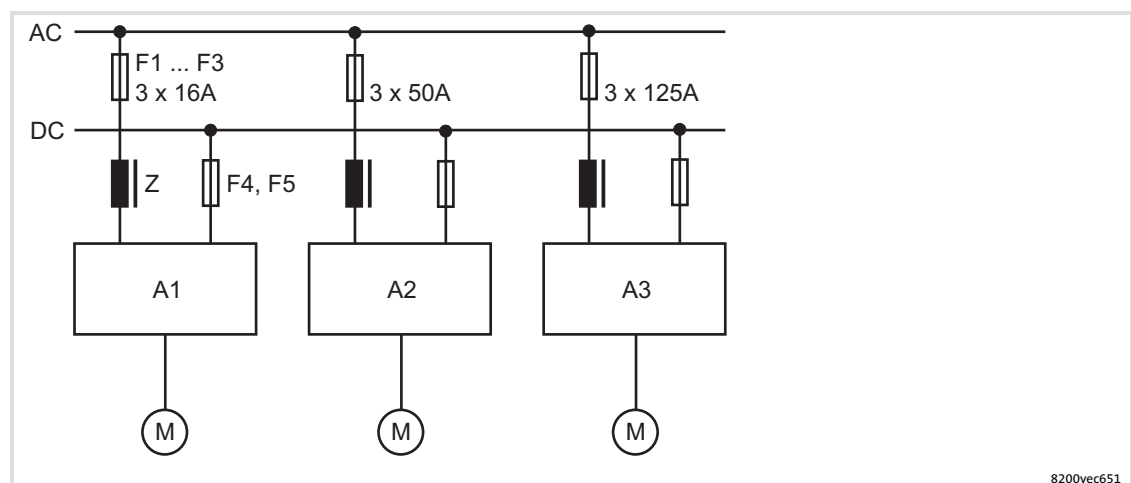 AC
F1 ... F3
3 x 16A
3 x 50A
3 x 125A
DC
Z
F4, F5
A1
A2
A3
M
M
M
8200vec651